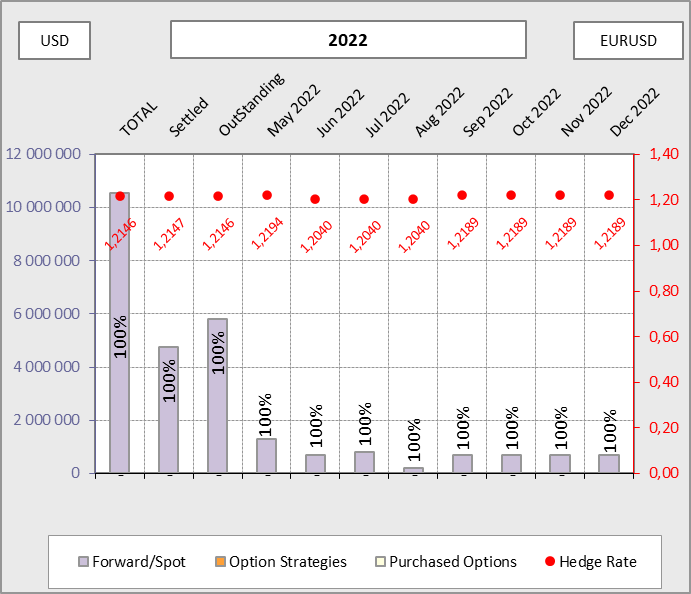 USD
2022
EURUSD
TOTAL
Settled
OutStanding
May 2022
Jun 2022
Jul 2022
Aug 2022
Sep 2022
Oct 2022
Nov 2022
Dec 2022
12 000 000
10 000 000
8 000 000
6 000 000
4 000 000
2 000 000
0
1,40
1,20
1,00
0,80
0,60
0,40
0,20
0,00
1,2146
1,2147
1,2146
1,2194
1,2040
1,2040
1,2040
1,2189
1,2189
1,2189
1,2189
100%
100%
100%
100%
100%
100%
100%
100%
100%
100%
100%
Forward/Spot
Option Strategies
Purchased Options
Hedge Rate